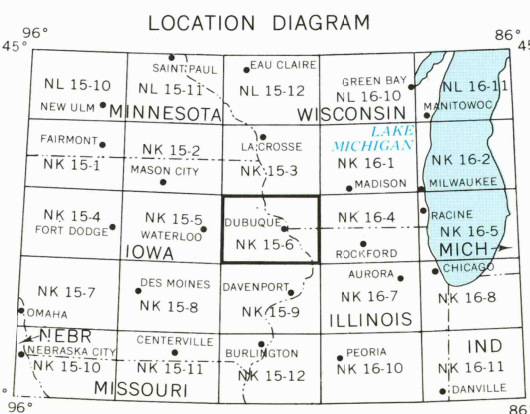 LOCATION DIAGRAM
96° 86°
45° 45
SAINT PAUL EAU CLAIRE
NL 15-10 NL 15-11 NL 15-12 GREEN BAY NL 16-10 NL 16-11
NEW ULM MINNESOTA WISCONSIN MANITOWOC
FAIRMONT LA CROSSE LAKE MICHIGAN
NK 15-1 NK 15-2 NK 15-3 NK 16-1 NK 16-2
MASON CITY MADISON MILWAUKEE
NK 15-4 NK 15-5 DUBUQUE NK 16-4 RACINE
FORT DODGE WATERLOO NK 15-6 NK 16-5
IOWA ROCKFORD MICH
DES MOINES DAVENPORT AURORA CHICAGO
NK 15-7 NK 15-8 NK 15-9 NK 16-7 NK 16-8
OMAHA ILLINOIS
NEBR CENTERVILLE BURLINGTON PEORIA IND
NEBRASKA CITY
NK 15-10 NK 15-11 NK 15-12 NK 16-10 NK 16-11
MISSOURI DANVILLE
° 96° 86